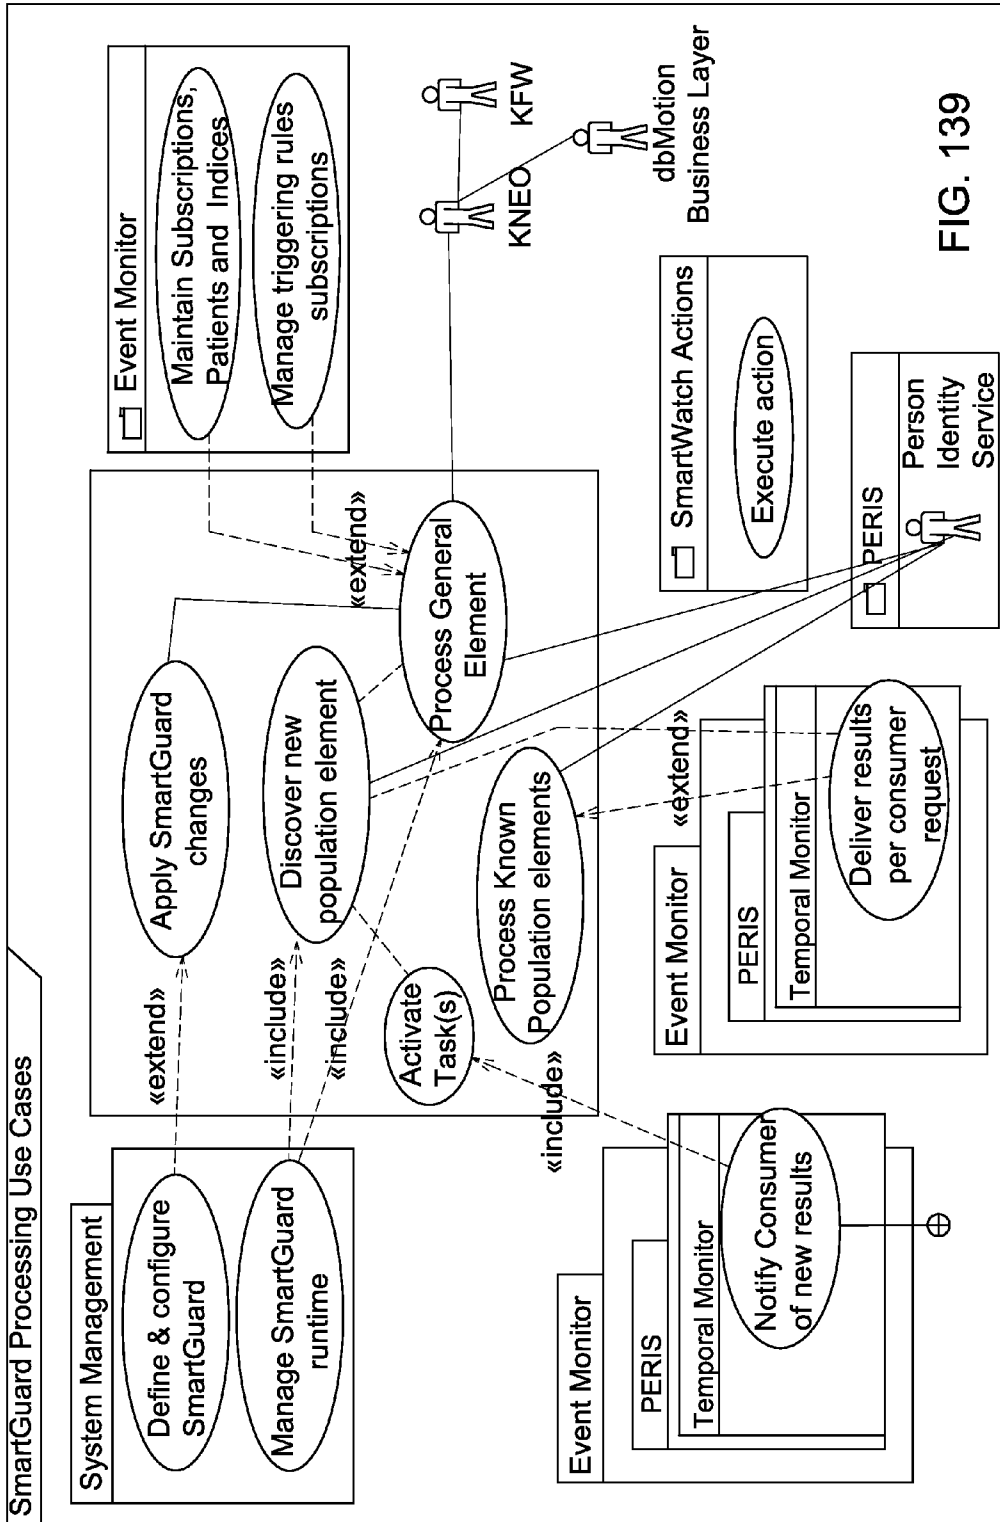 SmartGuard Processing Use Cases
System Management
Define & configure
SmartGuard
Manage SmartGuard
runtime
«extend»
«include»
«include»
Apply SmartGuard
changes
Discover new
population element
Activate
Task(s)
Process Known
Population elements
Process General
Element
«extend»
Event Monitor
Maintain Subscriptions,
Patients and Indices
Manage triggering rules
subscriptions
KNEO
KFW
dbMotion
Business Layer
«include»
Event Monitor
PERIS
Temporal Monitor
Notify Consumer
of new results
«extend»
Event Monitor
PERIS
Temporal Monitor
Deliver results
per consumer
request
SmartWatch Actions
Execute action
PERIS
Person
Identity
Service
FIG. 139